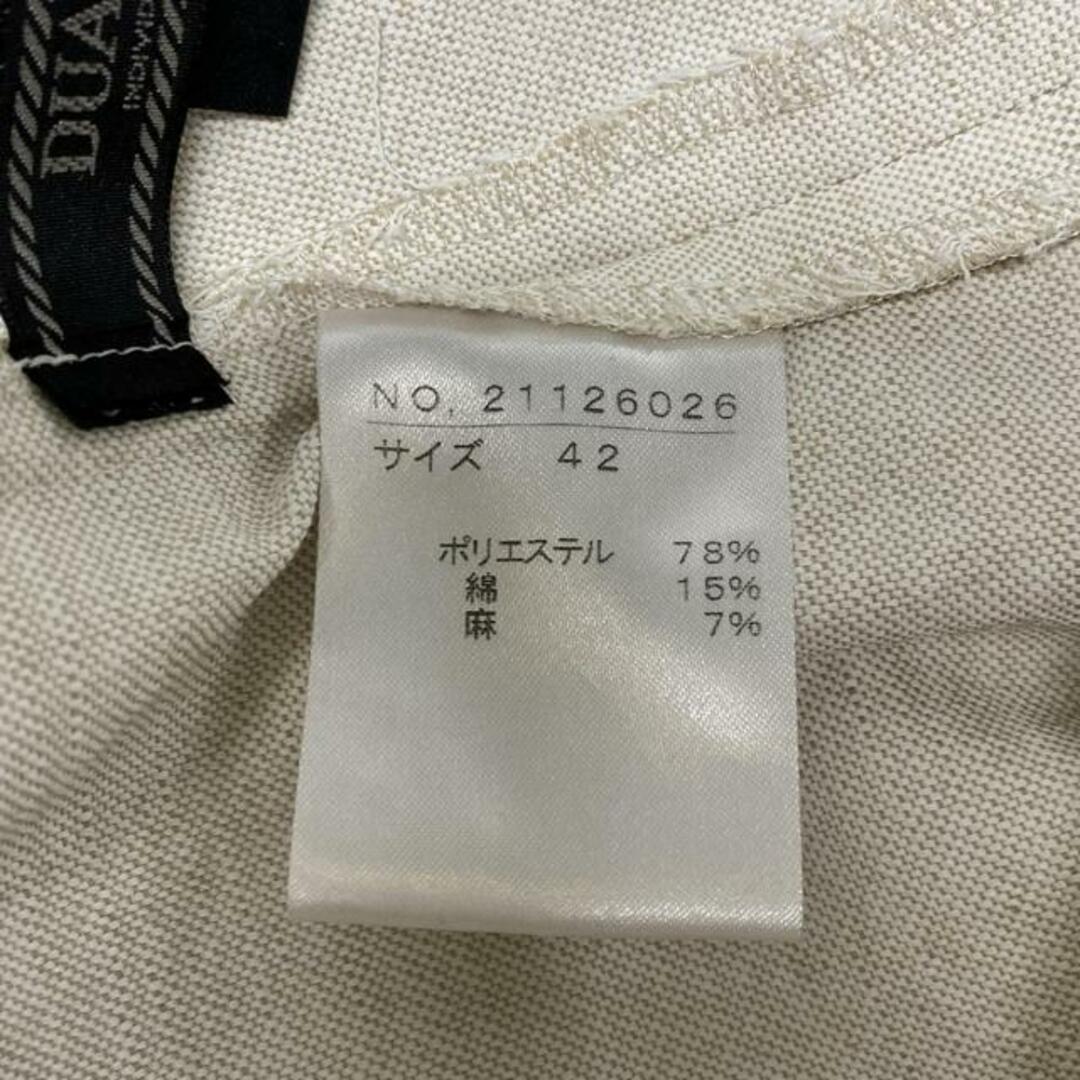 DUA
NO. 21126026
サイズ 42
ポリエステル 78%
綿 15%
麻 7%